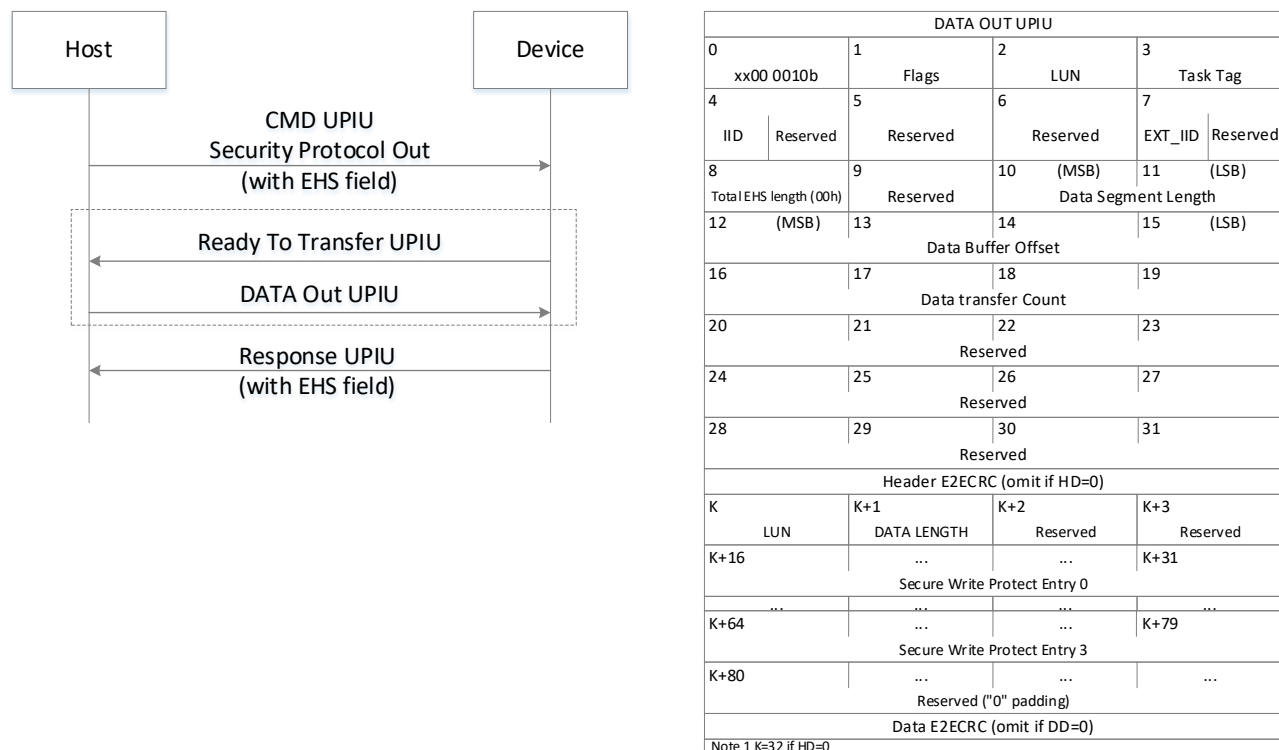 Host
Device
CMD UPIU
Security Protocol Out
(with EHS field)
Ready To Transfer UPIU
DATA Out UPIU
Response UPIU
(with EHS field)
DATA OUT UPIU
0 1 2 3
xx00 0010b Flags LUN Task Tag
4 5 6 7
IID Reserved Reserved Reserved EXT_IID Reserved
8 9 10 (MSB) 11 (LSB)
Total EHS length (00h) Reserved Data Segment Length
12 (MSB) 13 14 15 (LSB)
Data Buffer Offset
16 17 18 19
Data transfer Count
20 21 22 23
Reserved
24 25 26 27
Reserved
28 29 30 31
Reserved
Header E2ECRC (omit if HD=0)
K K+1 K+2 K+3
LUN DATA LENGTH Reserved Reserved
K+16 ... ... K+31
Secure Write Protect Entry 0
... ... ... ...
K+64 ... ... K+79
Secure Write Protect Entry 3
K+80 ... ... ...
Reserved ("0" padding)
Data E2ECRC (omit if DD=0)
Note 1 K=32 if HD=0